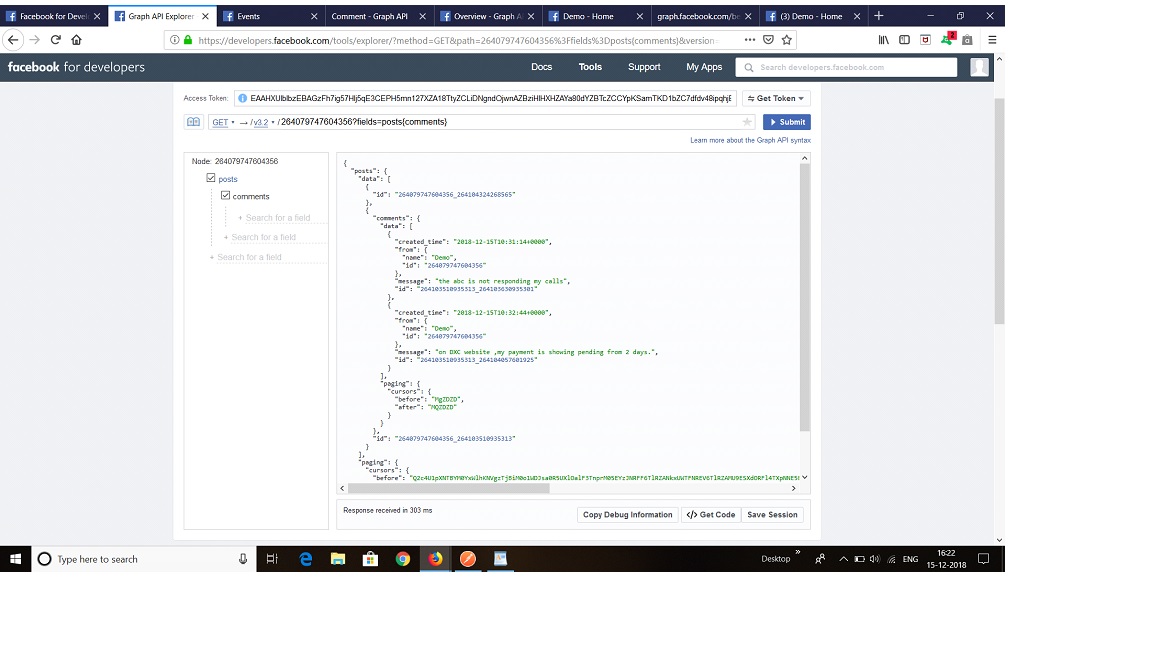 Facebook for Develop
Graph API Explorer
Events
Comment - Graph API
Overview - Graph A
Demo - Home
graph.facebook.com/be
(3) Demo - Home
https://developers.facebook.com/tools/explorer/?method=GET&path=264079747604356%3Ffields%3Dposts{comments}&version
2
facebook for developers
Docs
Tools
Support
My Apps
Search developers.facebook.com
Access Token:
Get Token
GET
→ /v3.2
/ 264079747604356?fields=posts{comments}
Submit
Learn more about the Graph API syntax
Node: 264079747604356
posts
comments
+ Search for a field
+ Search for a field
+ Search for a field
{
"posts": {
"data": [
{
"id": "264079747604356_264104324268565"
},
{
"comments": {
"data": [
{
"created_time": "2018-12-15T10:31:14+0000",
"from": {
"name": "Demo",
"id": "264079747604356"
},
"message": "the abc is not responding my calls",
"id": "264103510935313_264103630935301"
},
{
"created_time": "2018-12-15T10:32:44+0000",
"from": {
"name": "Demo",
"id": "264079747604356"
},
"message": "on DXC website ,my payment is showing pending from 2 days.",
"id": "264103510935313_264104057601925"
}
],
"paging": {
"cursors": {
"before": "MgZDZD",
"after": "MQZDZD"
}
}
},
"id": "264079747604356_264103510935313"
}
],
"paging": {
"cursors": {
"before":
Response received in 303 ms
Copy Debug Information
</> Get Code
Save Session
Type here to search
Desktop
ENG
16:22
15-12-2018